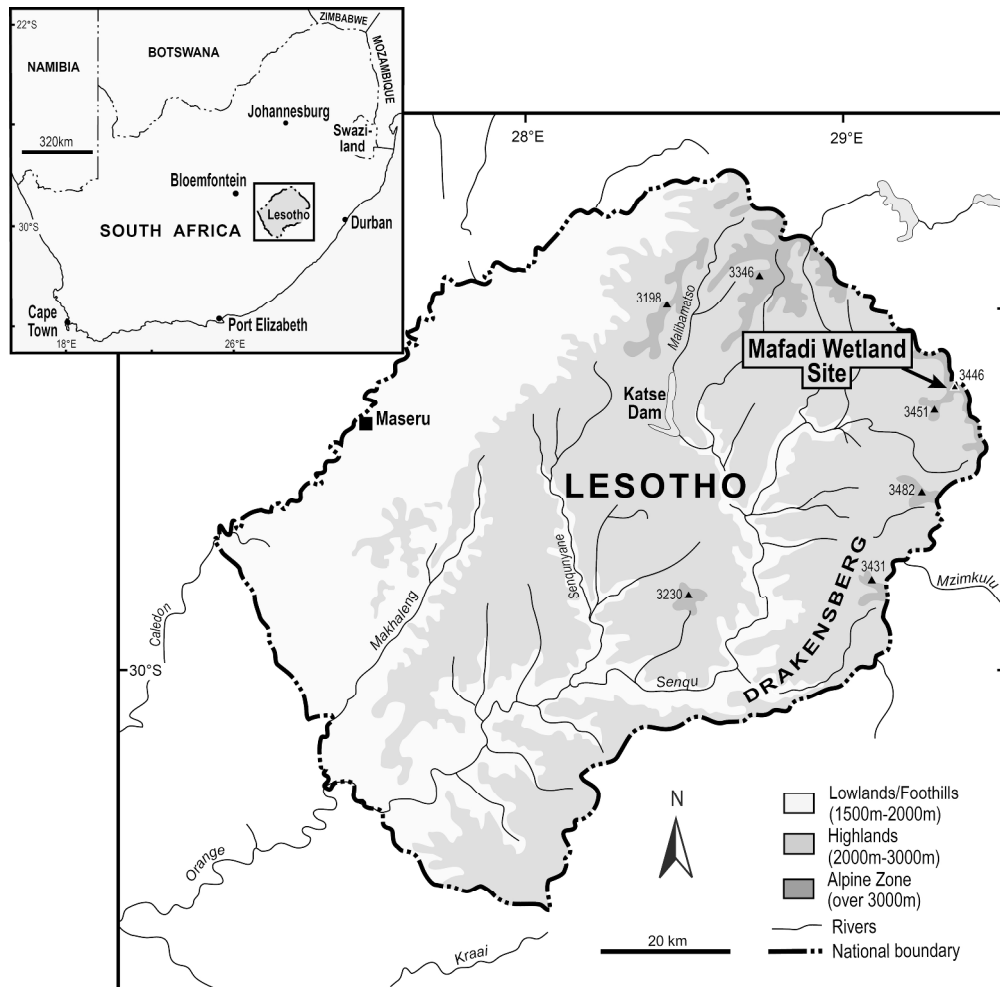 22°S
ZIMBABWE
NAMIBIA
BOTSWANA
MOZAMBIQUE
Johannesburg
320km
Swazi-
land
Bloemfontein
Lesotho
30°S
SOUTH AFRICA
Durban
Cape
Town
Port Elizabeth
18°E
26°E
28°E
29°E
3346
3198
Malibamatso
Mafadi Wetland
Site
3446
Katse
Dam
3451
Maseru
LESOTHO
3482
Senqunyane
3431
Mzimkulu
3230
Makhaleng
Caledon
DRAKENSBERG
30°S
Senqu
Orange
Kraai
N
20 km
Lowlands/Foothills
(1500m-2000m)
Highlands
(2000m-3000m)
Alpine Zone
(over 3000m)
Rivers
National boundary